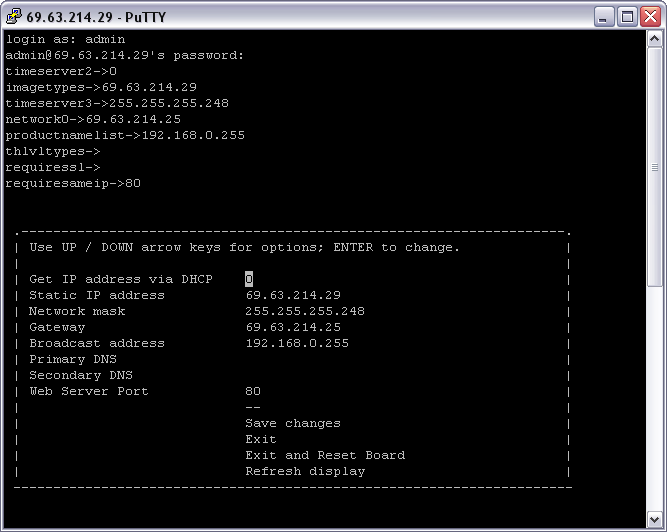 69.63.214.29 - PuTTY
login as: admin
admin@69.63.214.29's password:
timeserver2->0
imagetypes->69.63.214.29
timeserver3->255.255.255.248
network0->69.63.214.25
productnamelist->192.168.0.255
thlvltypes->
requiressl->
requiresameip->80
Use UP / DOWN arrow keys for options; ENTER to change.
Get IP address via DHCP 0
Static IP address 69.63.214.29
Network mask 255.255.255.248
Gateway 69.63.214.25
Broadcast address 192.168.0.255
Primary DNS
Secondary DNS
Web Server Port 80
--
Save changes
Exit
Exit and Reset Board
Refresh display